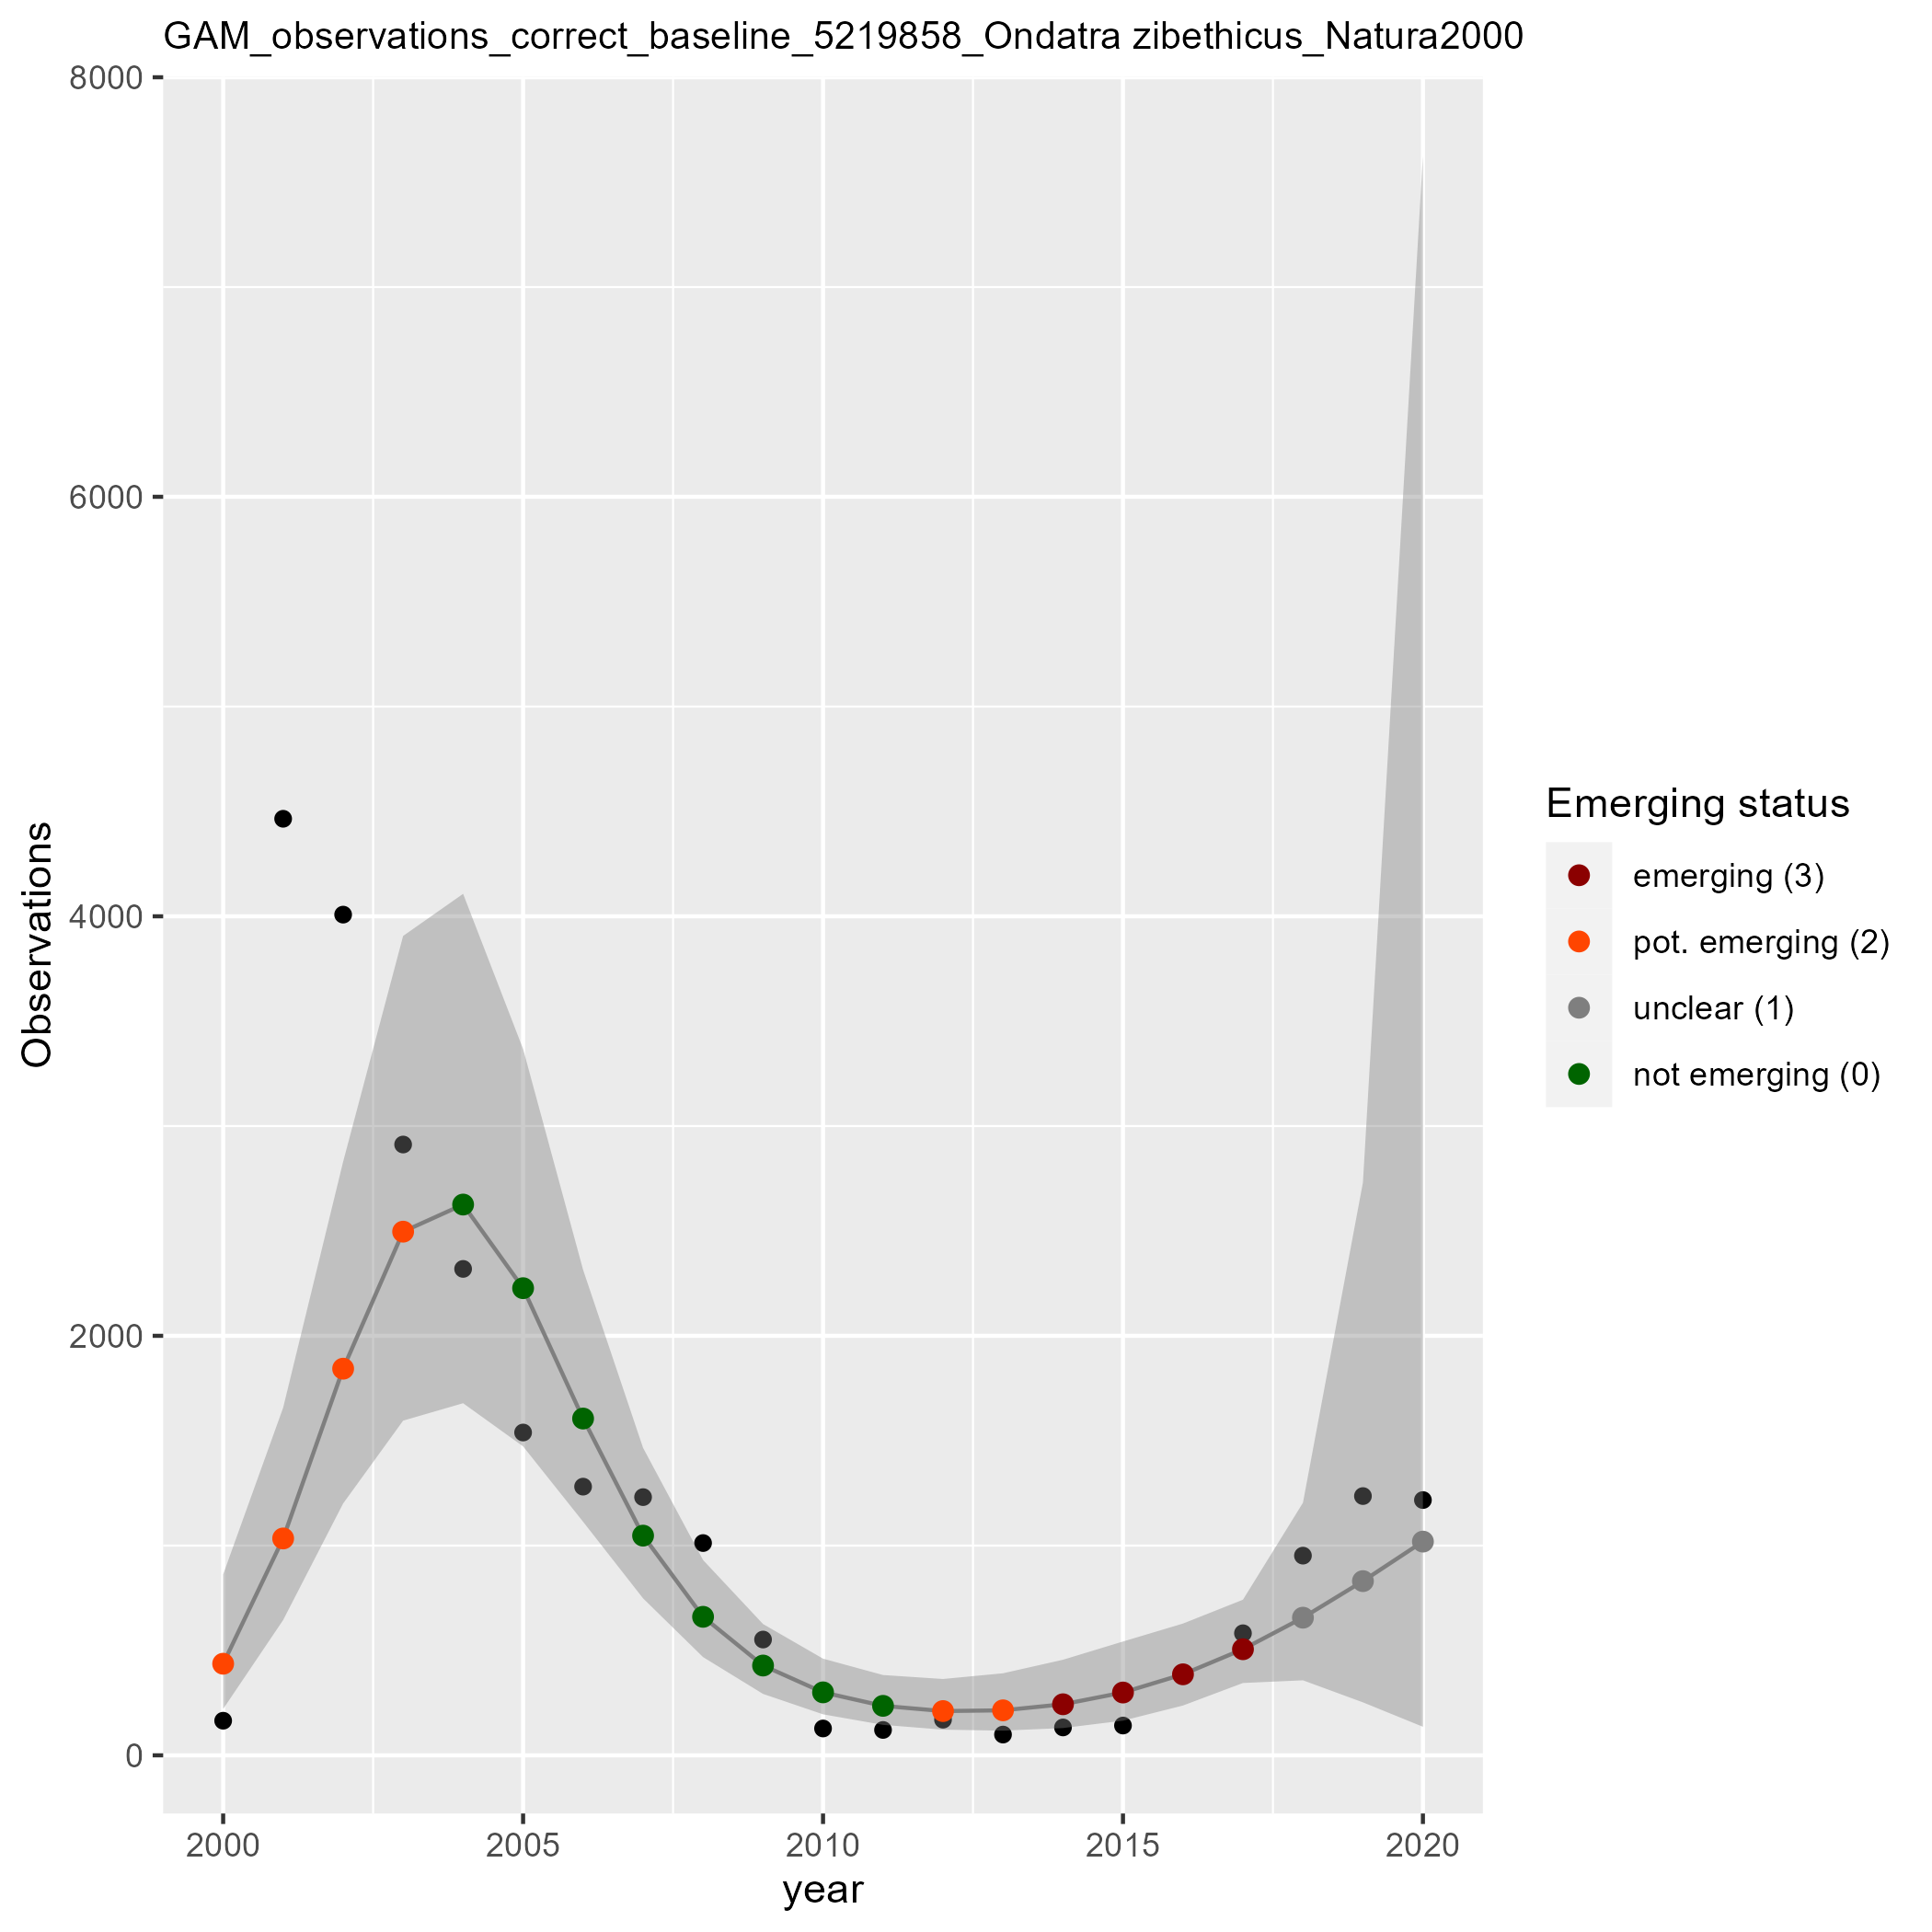 GAM_observations_correct_baseline_5219858_Ondatra zibethicus_Natura2000
8000
6000
4000
2000
0
Observations
2000 2005 2010 2015 2020
year
Emerging status
emerging (3)
pot. emerging (2)
unclear (1)
not emerging (0)